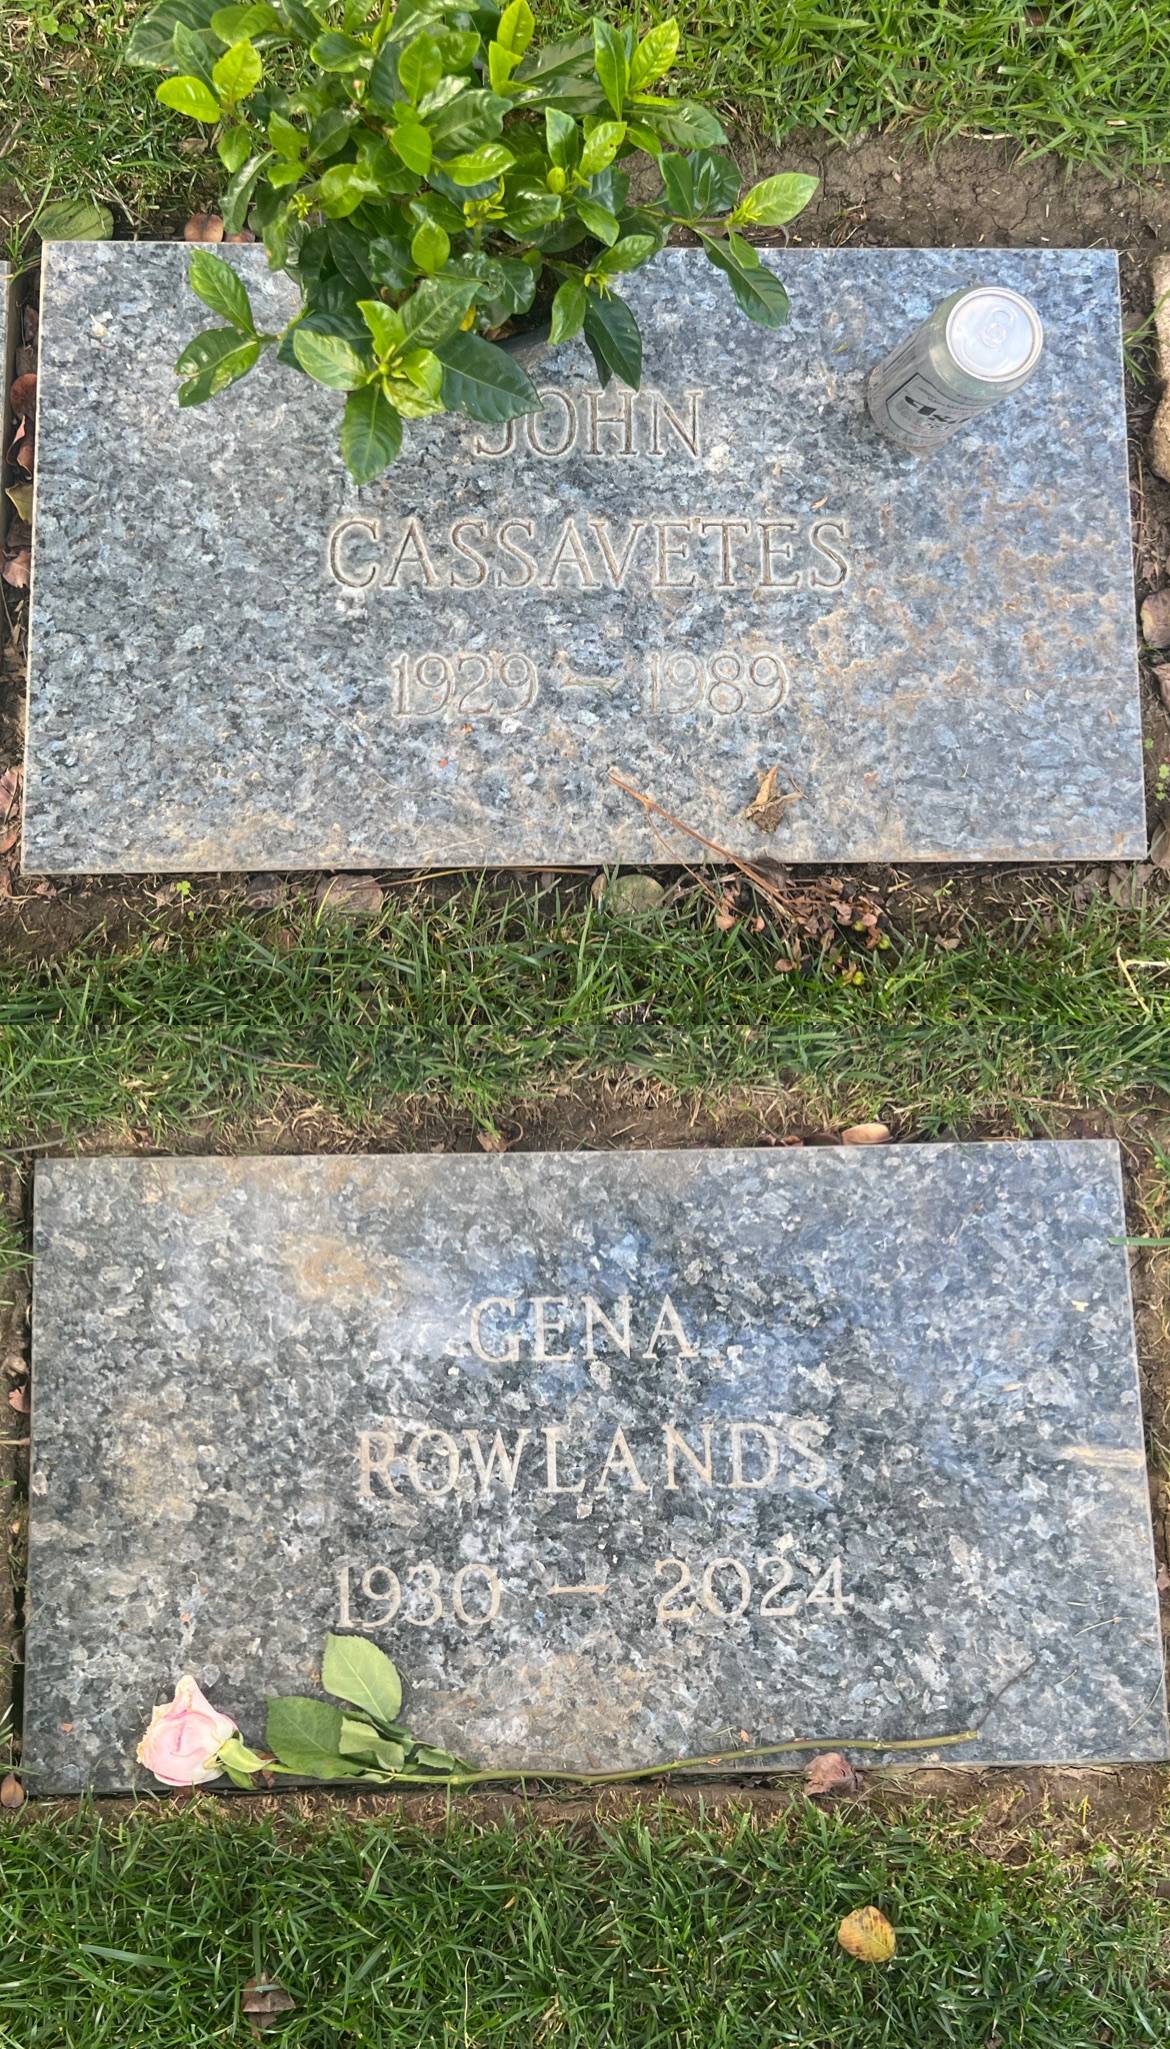 JOHN
CASSAVETES
1929 — 1989
GENA
ROWLANDS
1930 — 2024